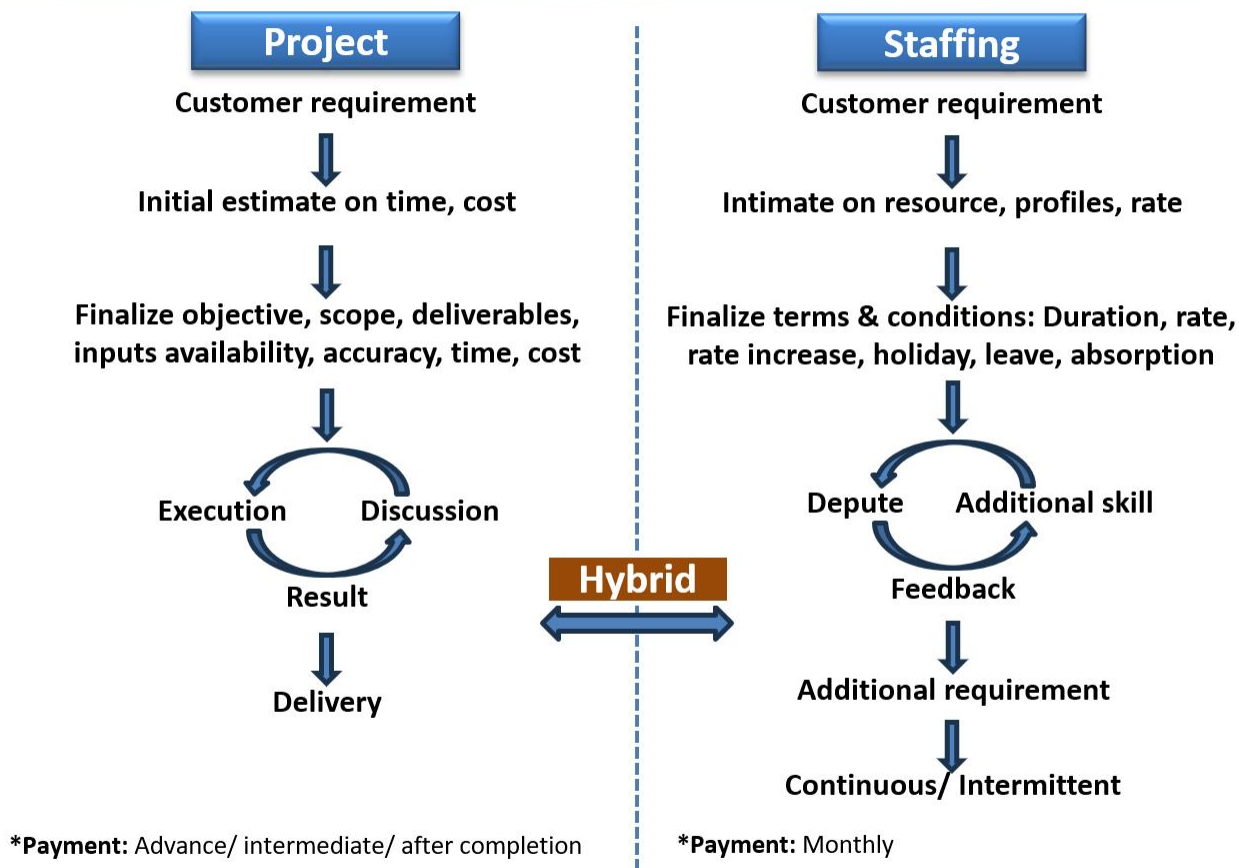 Project
Customer requirement
Initial estimate on time, cost
Finalize objective, scope, deliverables,
inputs availability, accuracy, time, cost
Execution
Discussion
Result
Delivery
*Payment: Advance/ intermediate/ after completion
Hybrid
Staffing
Customer requirement
Intimate on resource, profiles, rate
Finalize terms & conditions: Duration, rate,
rate increase, holiday, leave, absorption
Depute
Additional skill
Feedback
Additional requirement
Continuous/ Intermittent
*Payment: Monthly